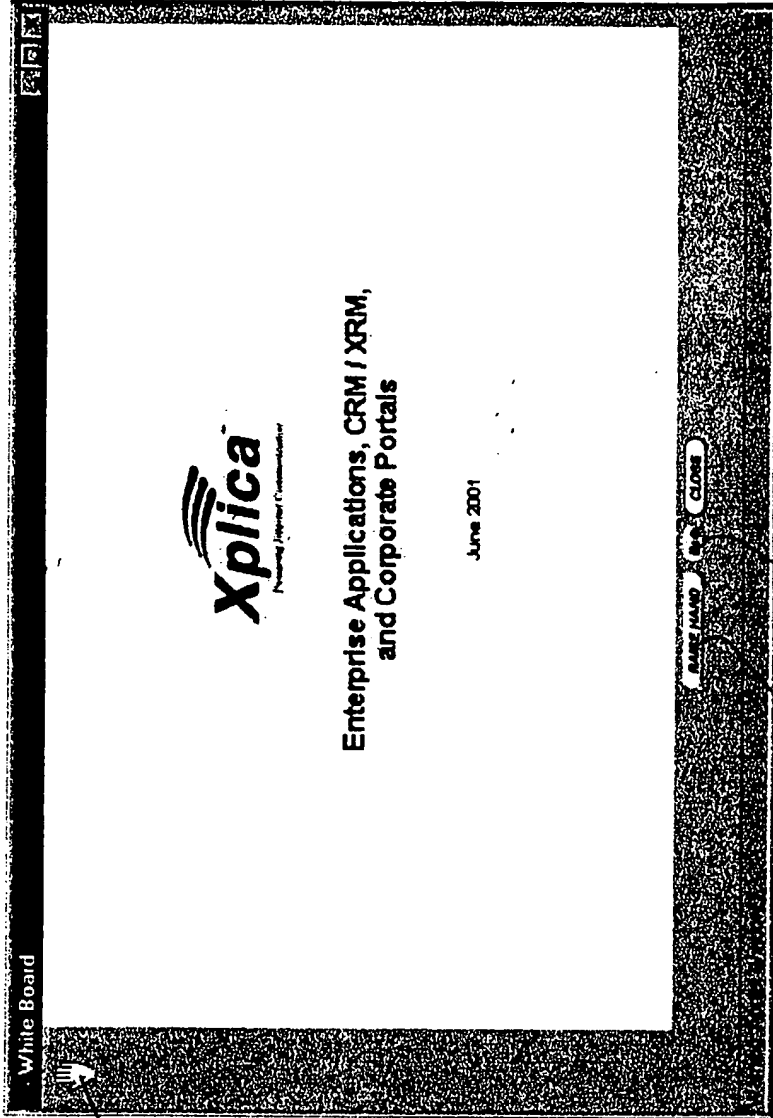 White Board
Xplica
Enterprise Applications, CRM / XRM,
and Corporate Portals
June 2001
RAISE HAND
CLOSE